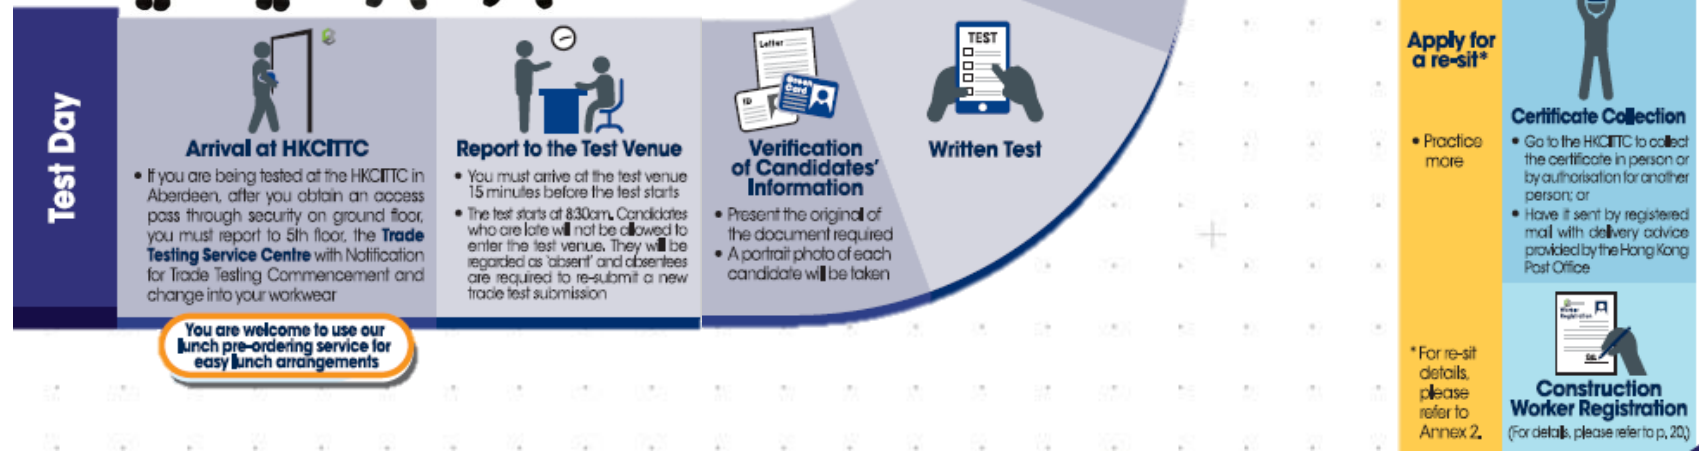 Test Day
Arrival at HKCITTC
• If you are being tested at the HKCITTC in
Aberdeen, after you obtain an access
pass through security on ground floor,
you must report to 5th floor, the Trade
Testing Service Centre with Notification
for Trade Testing Commencement and
change into your workwear
You are welcome to use our
lunch pre-ordering service for
easy lunch arrangements
Report to the Test Venue
• You must arrive at the test venue
15 minutes before the test starts
• The test starts at 8:30am. Candidates
who are late will not be allowed to
enter the test venue. They will be
regarded as 'absent' and absentees
are required to re-submit a new
trade test submission
Letter
ID
Green
Card
Verification
of Candidates'
Information
• Present the original of
the document required
• A portrait photo of each
candidate will be taken
TEST
Written Test
Apply for
a re-sit*
• Practice
more
*For re-sit
details,
please
refer to
Annex 2.
Certificate Collection
• Go to the HKCITTC to collect
the certificate in person or
by authorisation for another
person; or
• Have it sent by registered
mail with delivery advice
provided by the Hong Kong
Post Office
Worker
Registration
Construction
Worker Registration
(For details, please refer to p. 20.)